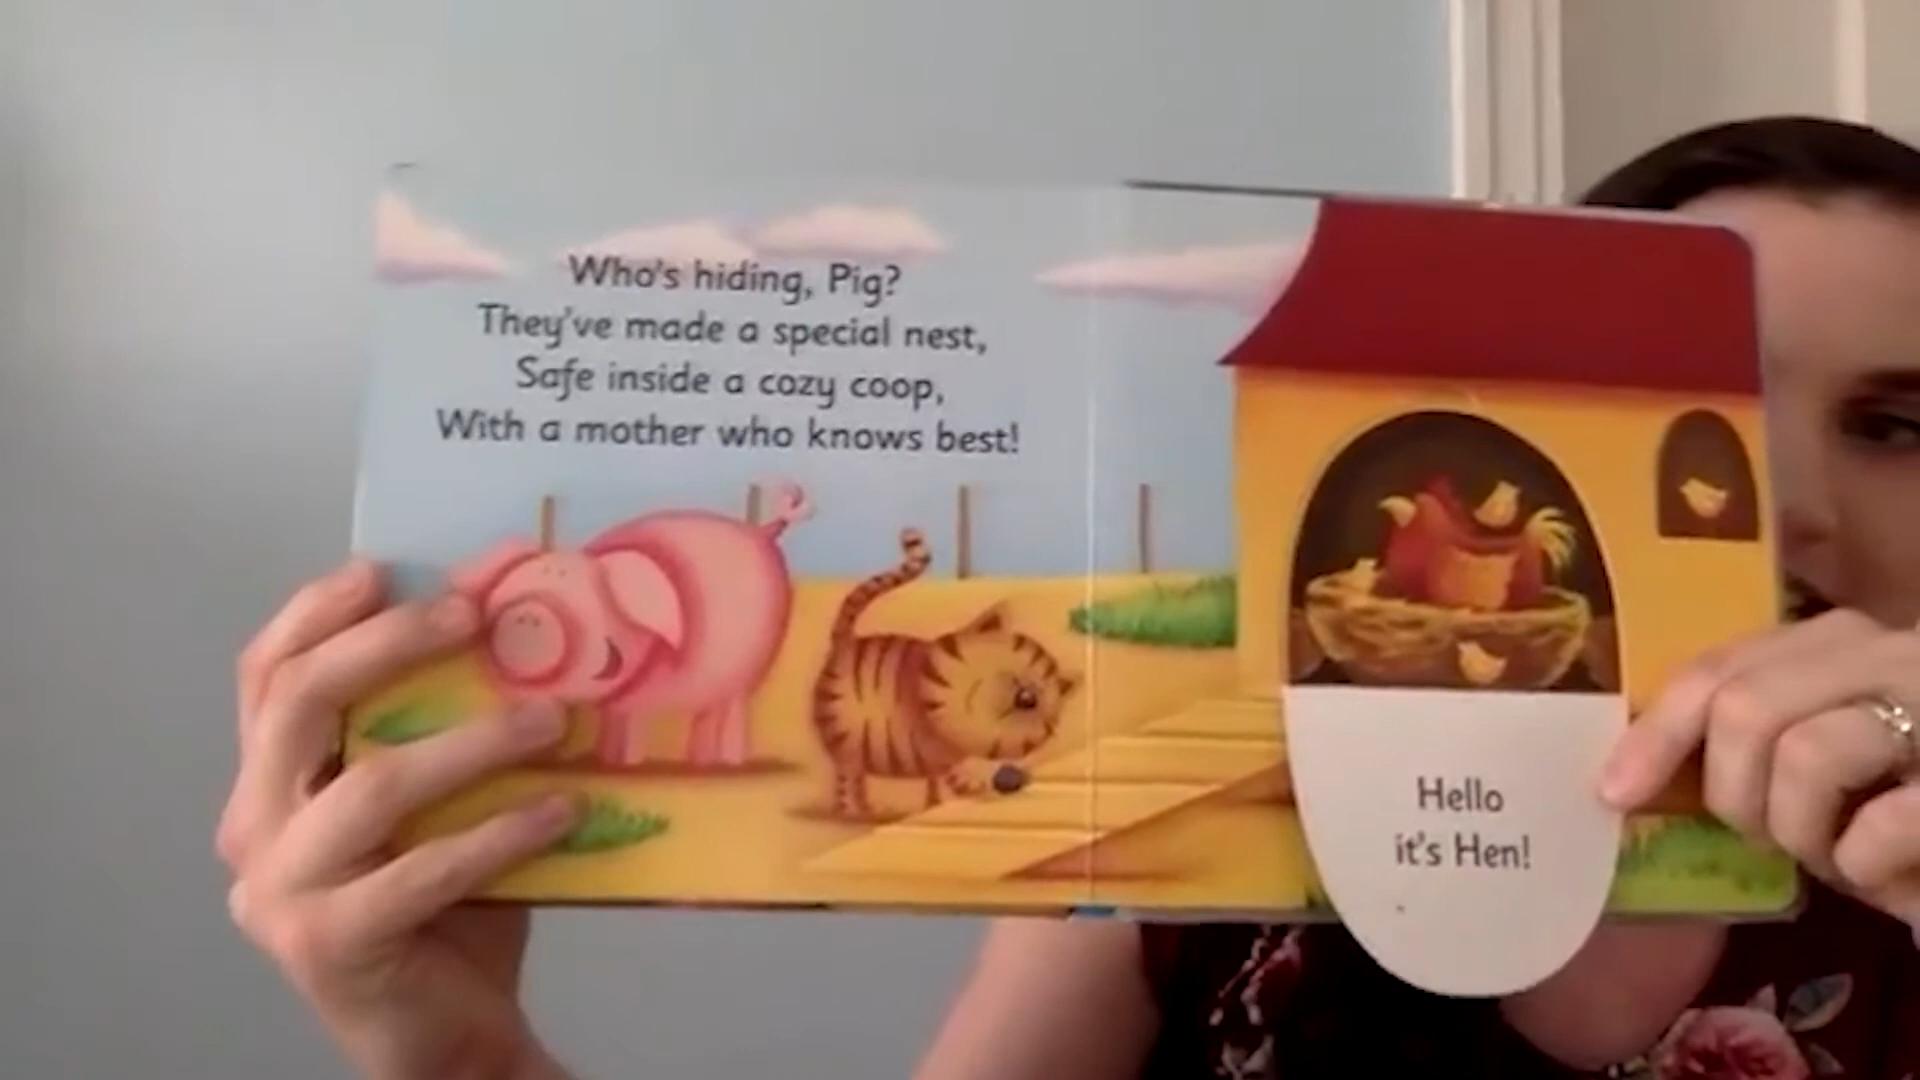 Who's hiding, Pig?
They've made a special nest,
Safe inside a cozy coop,
With a mother who knows best!
Hello
it's Hen!